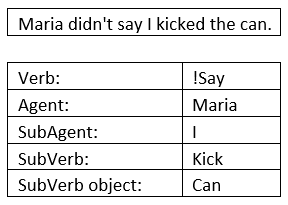 Maria didn't say I kicked the can.
Verb: !Say
Agent: Maria
SubAgent: I
SubVerb: Kick
SubVerb object: Can